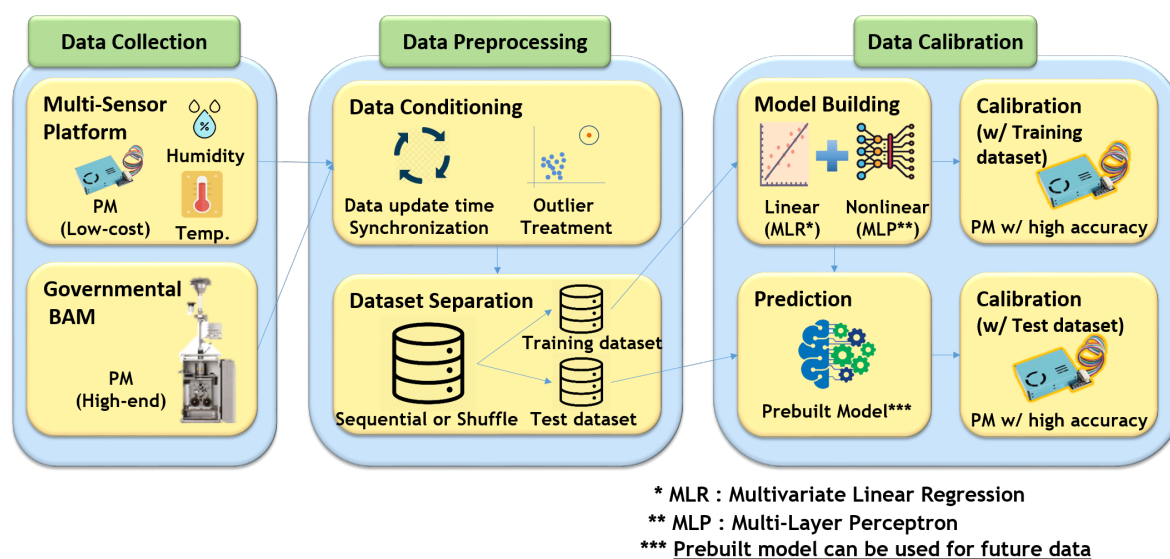 Data Collection
Multi-Sensor
Platform
%
Humidity
PM
(Low-cost)
Temp.
Governmental
BAM
PM
(High-end)
Data Preprocessing
Data Conditioning
Data update time
Synchronization
Outlier
Treatment
Dataset Separation
Training dataset
Sequential or Shuffle
Test dataset
Data Calibration
Model Building
Linear
(MLR*)
Nonlinear
(MLP**)
Calibration
(w/ Training
dataset)
PM w/ high accuracy
Prediction
Prebuilt Model***
Calibration
(w/ Test dataset)
PM w/ high accuracy
* MLR : Multivariate Linear Regression
** MLP : Multi-Layer Perceptron
*** Prebuilt model can be used for future data